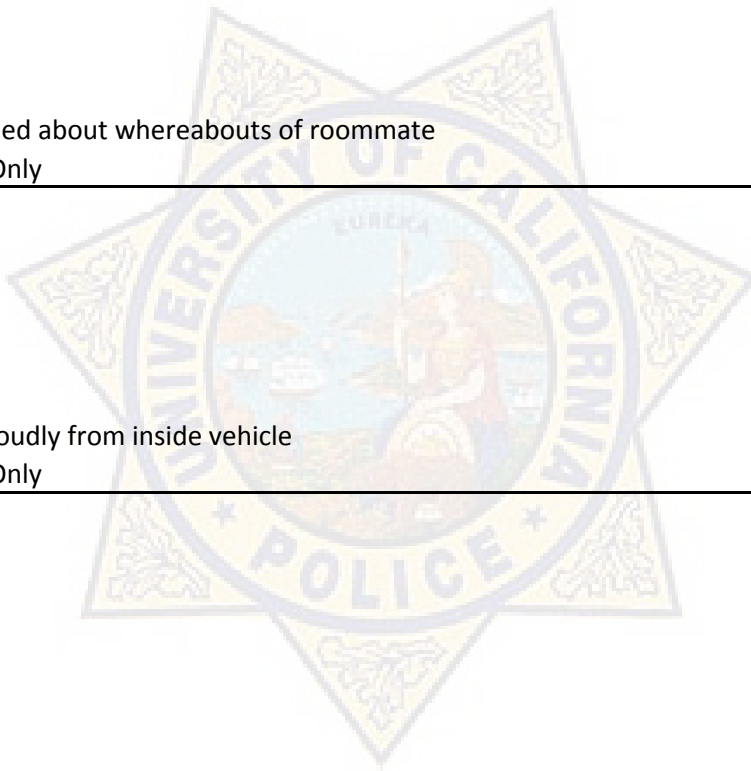 ed about whereabouts of roommate
Only
UNIVERSITY OF CALIFORNIA
EUREKA
oudly from inside vehicle
Only
POLICE